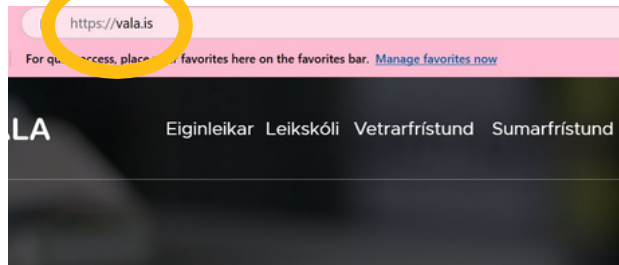 https://vala.is
For qu access, place favorites here on the favorites bar. Manage favorites now
LA Eiginleikar Leikskóli Vetrarfrístund Sumarfrístund